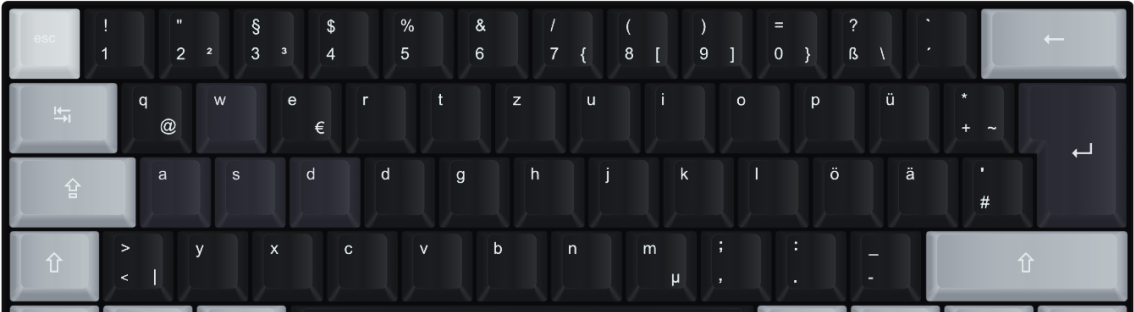 esc ! 1 " 2 ² § 3 ³ $ 4 % 5 & 6 / 7 { ( 8 [ ) 9 ] = 0 } ? ß \ ` ´ ←
q @ w e € r t z u i o p ü * + ~
a s d d g h j k l ö ä ' #
> < | y x c v b n m µ ; , : . _ -